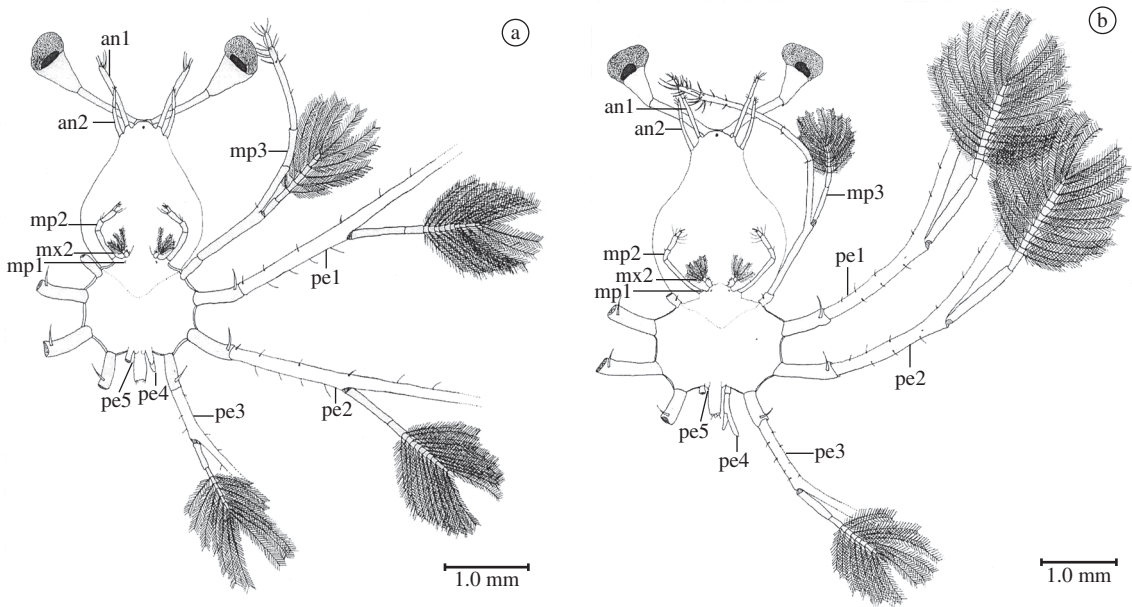 a
an1
an2
mp3
mp2
mx2
mp1
pe1
pe2
pe5
pe4
pe3
1.0 mm
b
an1
an2
mp3
mp2
mx2
mp1
pe1
pe2
pe5
pe4
pe3
1.0 mm